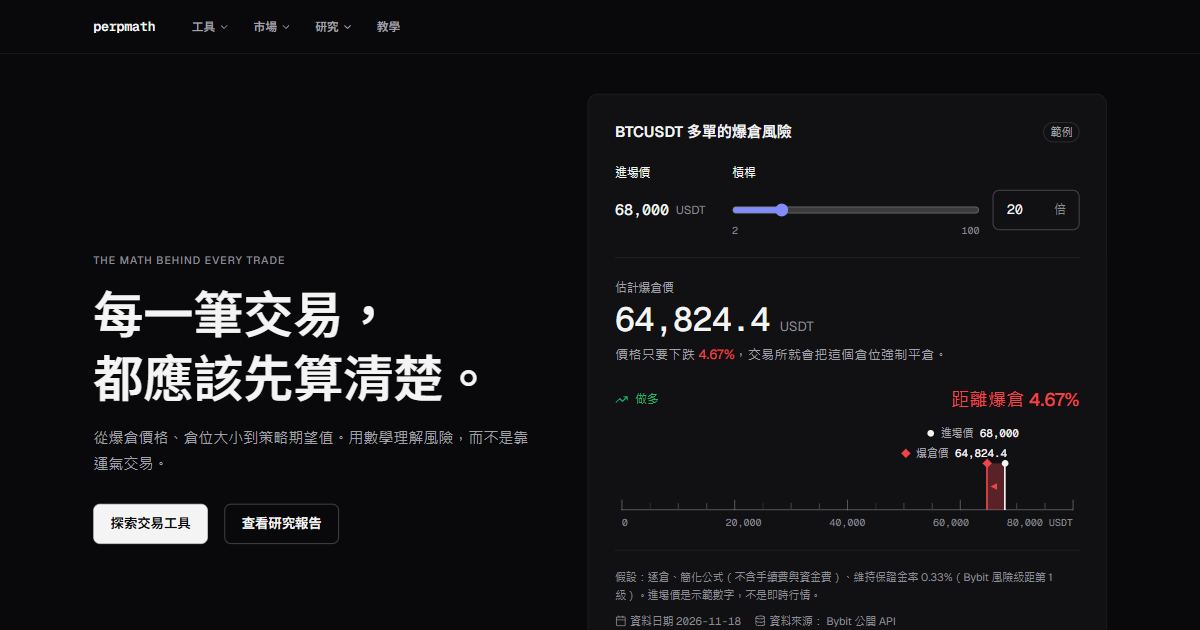 perpmath
工具
市場
研究
教學
THE MATH BEHIND EVERY TRADE
每一筆交易，
都應該先算清楚。
從爆倉價格、倉位大小到策略期望值。用數學理解風險，而不是靠
運氣交易。
探索交易工具
查看研究報告
BTCUSDT 多單的爆倉風險
範例
進場價
槓桿
68,000 USDT
20 倍
2
100
估計爆倉價
64,824.4 USDT
價格只要下跌 4.67%，交易所就會把這個倉位強制平倉。
做多
距離爆倉 4.67%
進場價 68,000
爆倉價 64,824.4
0
20,000
40,000
60,000
80,000 USDT
假設：逐倉、簡化公式（不含手續費與資金費）、維持保證金率 0.33%（Bybit 風險級距第 1
級）。進場價是示範數字，不是即時行情。
資料日期 2026-11-18
資料來源： Bybit 公開 API